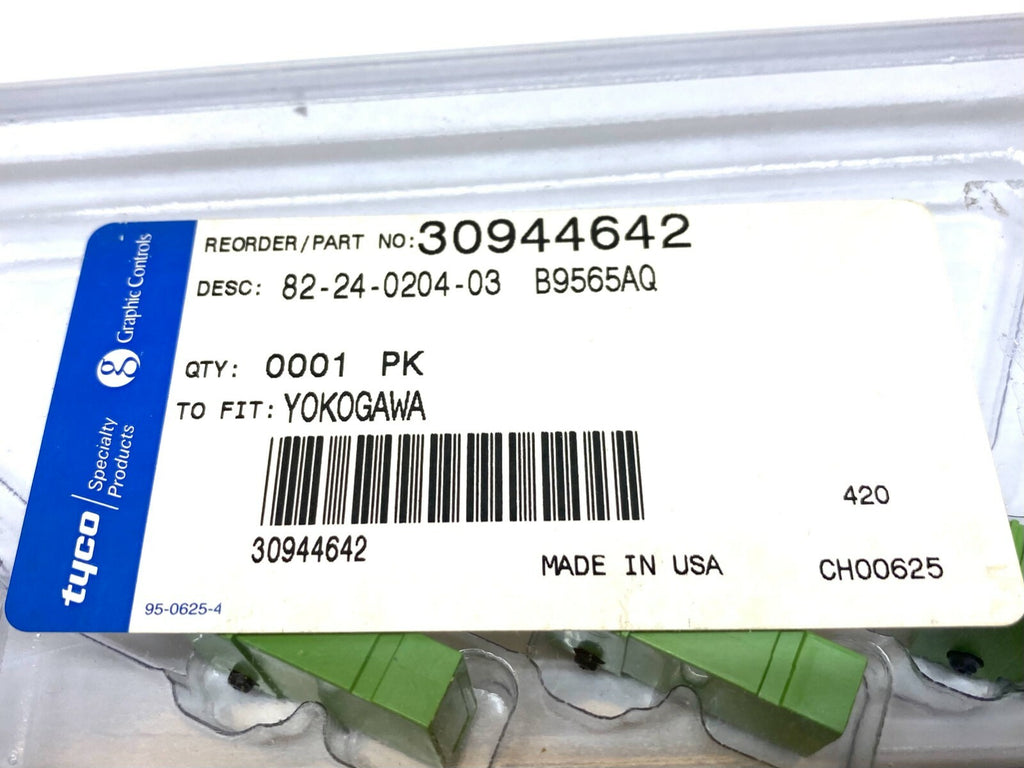 REORDER/PART NO: 30944642
DESC: 82-24-0204-03 B9565AQ
QTY: 0001 PK
TO FIT: YOKOGAWA
30944642
MADE IN USA
420
CH00625
95-0625-4
tyco
Specialty
Products
g Graphic Controls